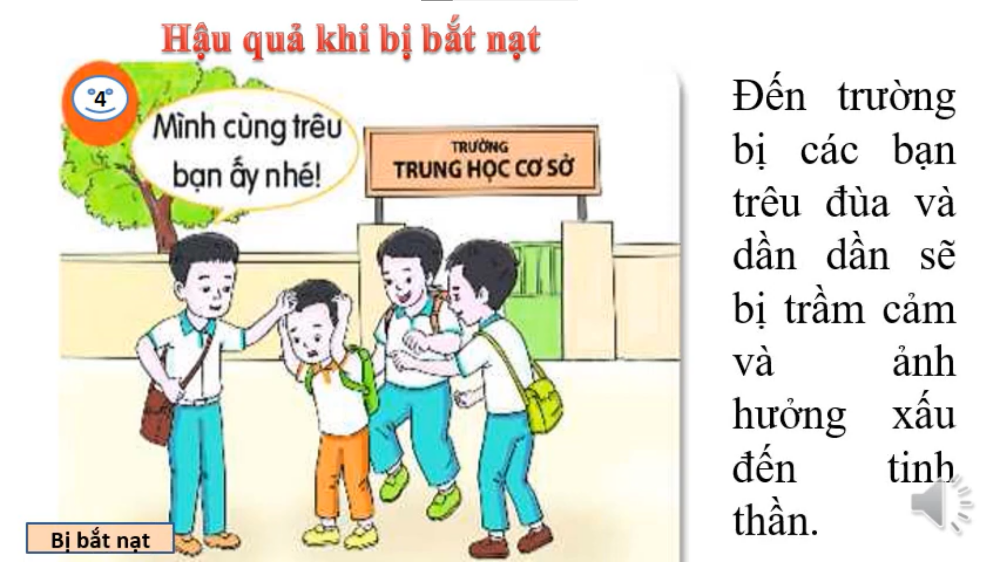 Hậu quả khi bị bắt nạt
4
Mình cùng trêu
bạn ấy nhé!
TRƯỜNG
TRUNG HỌC CƠ SỞ
Bị bắt nạt
Đến trường
bị các bạn
trêu đùa và
dần dần sẽ
bị trầm cảm
và ảnh
hưởng xấu
đến tinh
thần.